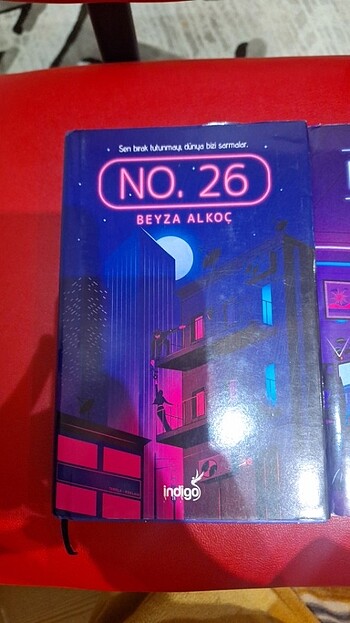 Sen bırak tutunmayı, dünya bizi sarmalar.
NO. 26
BEYZA ALKOÇ
indigo